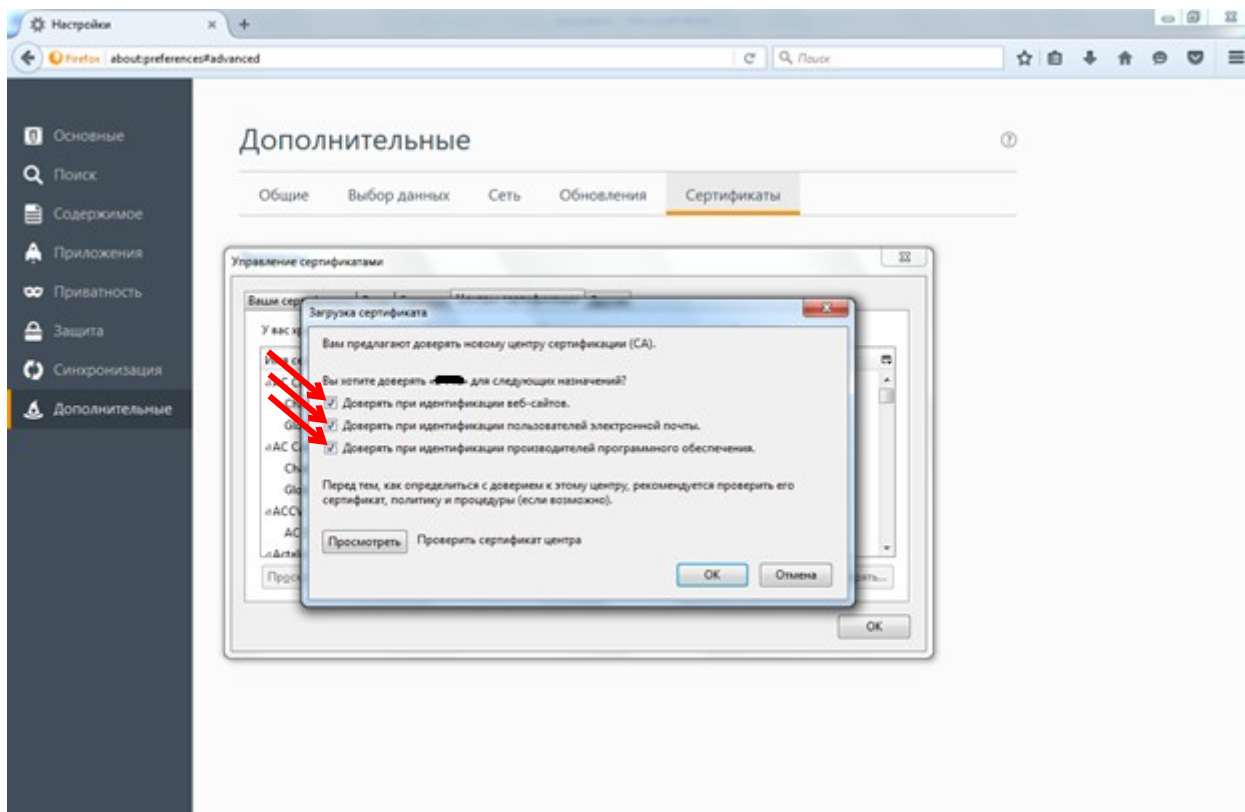 Настройки
Firefox about:preferences#advanced
Поиск
Основные
Поиск
Содержимое
Приложения
Приватность
Защита
Синхронизация
Дополнительные
Дополнительные
Общие Выбор данных Сеть Обновления Сертификаты
Управление сертификатами
Ваши
Загрузка сертификата
У вас
Вам предлагают доверять новому центру сертификации (CA).
Вы хотите доверять « » для следующих назначений?
Доверять при идентификации веб-сайтов.
Доверять при идентификации пользователей электронной почты.
Доверять при идентификации производителей программного обеспечения.
Перед тем, как определиться с доверием к этому центру, рекомендуется проверить его
сертификат, политику и процедуры (если возможно).
Просмотреть Проверить сертификат центра
OK Отмена
OK